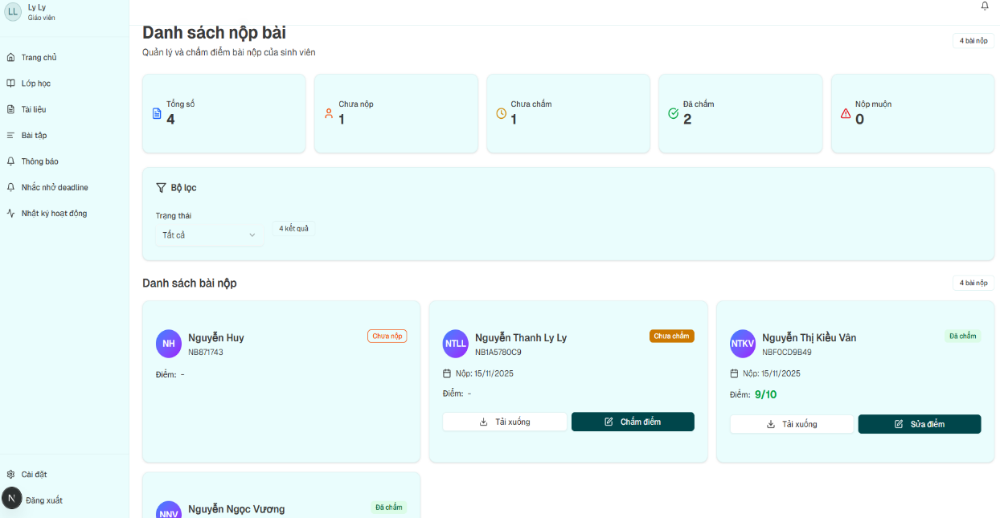 LL
Ly Ly
Giáo viên
Trang chủ
Lớp học
Tài liệu
Bài tập
Thông báo
Nhắc nhở deadline
Nhật ký hoạt động
Cài đặt
N
Đăng xuất
Danh sách nộp bài
Quản lý và chấm điểm bài nộp của sinh viên
4 bài nộp
Tổng số
4
Chưa nộp
1
Chưa chấm
1
Đã chấm
2
Nộp muộn
0
Bộ lọc
Trạng thái
Tất cả
4 kết quả
Danh sách bài nộp
4 bài nộp
NH
Nguyễn Huy
NB871743
Chưa nộp
Điểm: -
NTLL
Nguyễn Thanh Ly Ly
NB1A5780C9
Chưa chấm
Nộp: 15/11/2025
Điểm: -
Tải xuống
Chấm điểm
NTKV
Nguyễn Thị Kiều Vân
NBF0CD9B49
Đã chấm
Nộp: 15/11/2025
Điểm: 9/10
Tải xuống
Sửa điểm
NNV
Nguyễn Ngọc Vương
Đã chấm